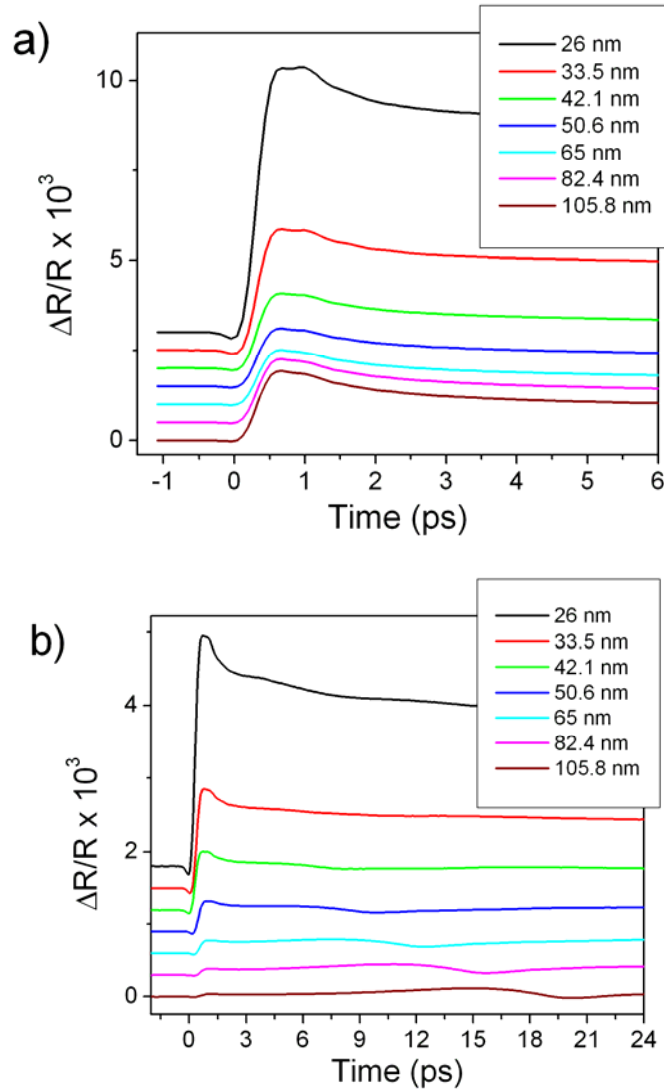 a)
26 nm
33.5 nm
42.1 nm
50.6 nm
65 nm
82.4 nm
105.8 nm
10
5
0
ΔR/R x 10³
-1 0 1 2 3 4 5 6
Time (ps)
b)
26 nm
33.5 nm
42.1 nm
50.6 nm
65 nm
82.4 nm
105.8 nm
4
2
0
ΔR/R x 10³
0 3 6 9 12 15 18 21 24
Time (ps)